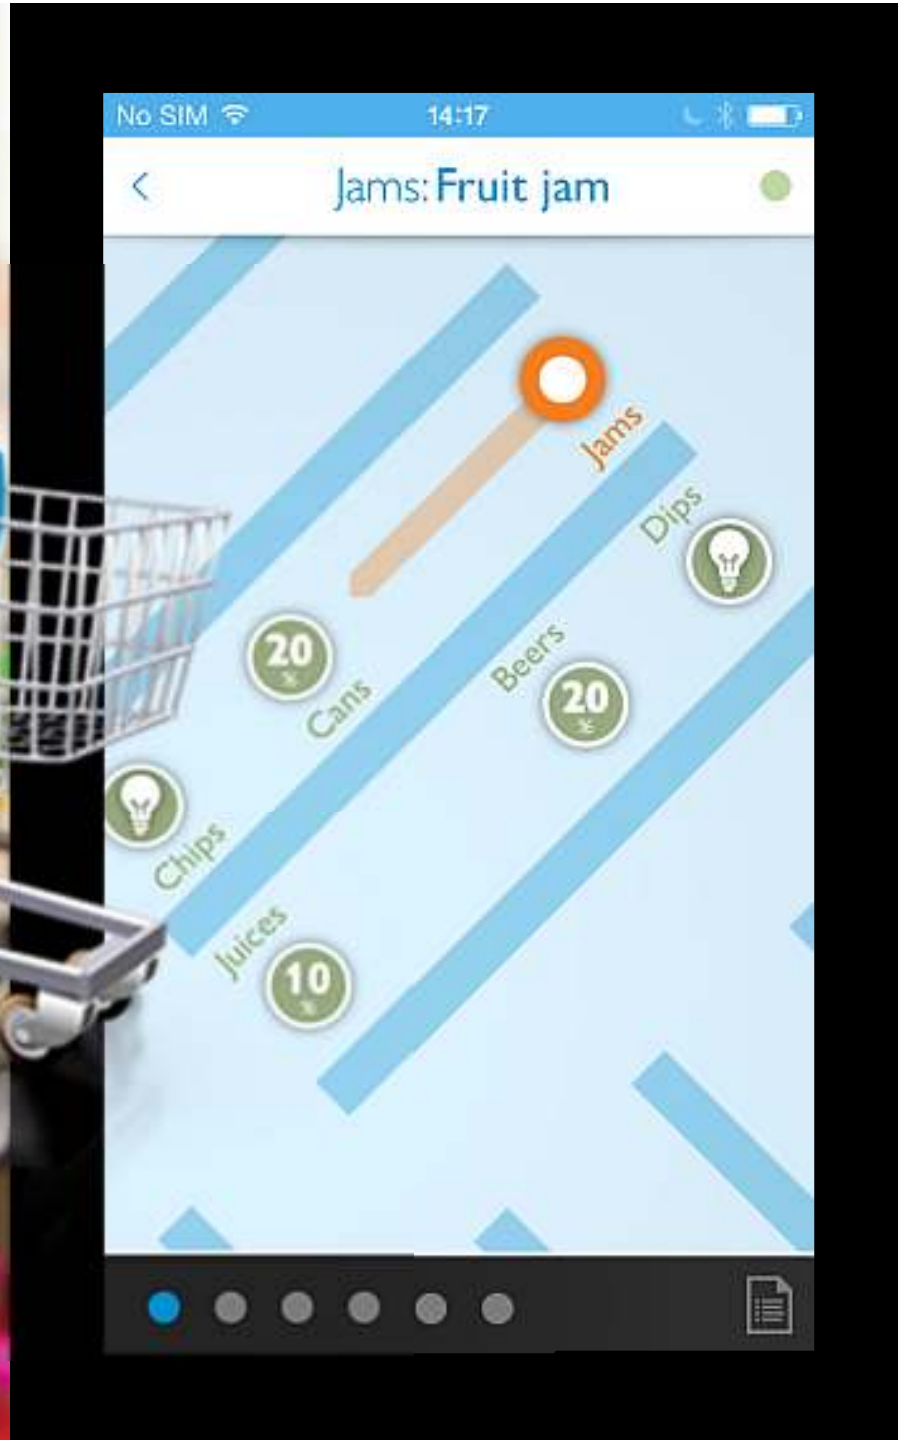 No SIM 14:17
Jams: Fruit jam
Jams
Dips
20
%
Cans
Beers
20
%
Chips
Juices
10
%